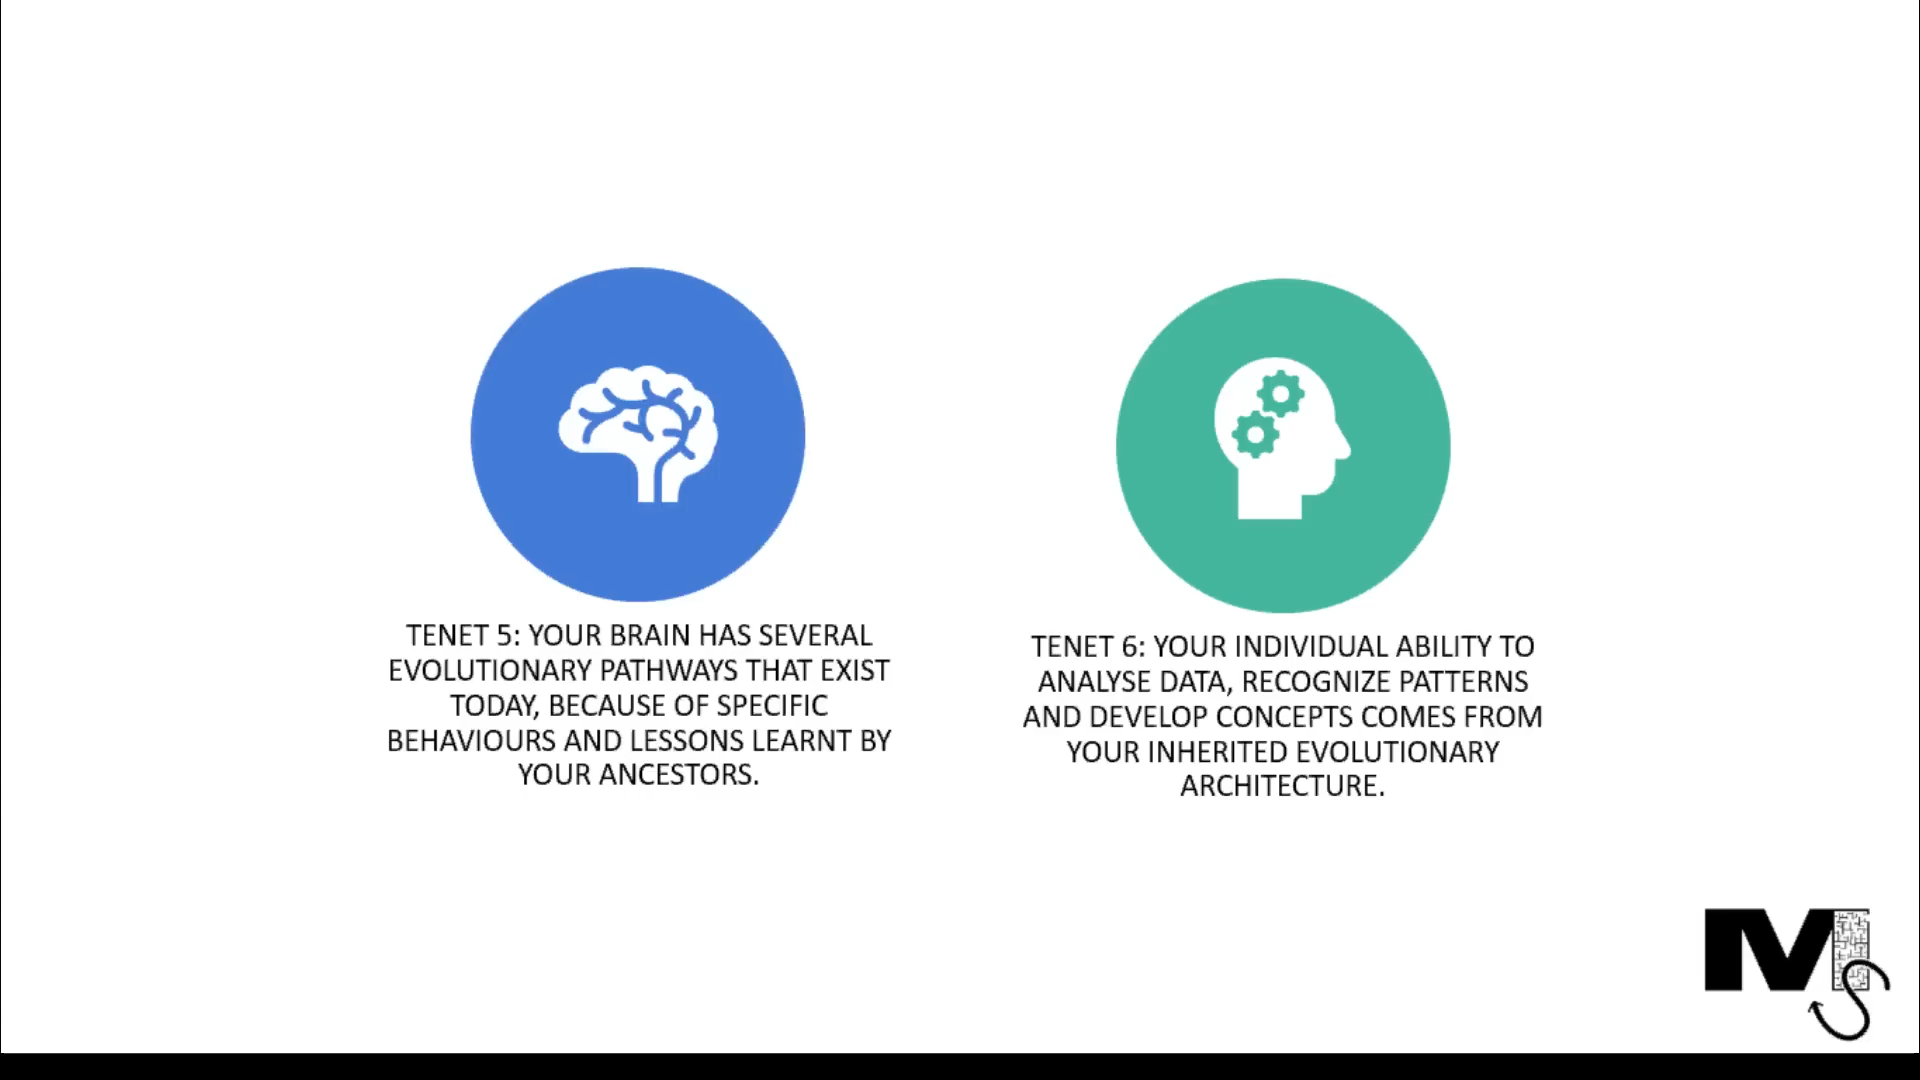 TENET 5: YOUR BRAIN HAS SEVERAL
EVOLUTIONARY PATHWAYS THAT EXIST
TODAY, BECAUSE OF SPECIFIC
BEHAVIOURS AND LESSONS LEARNT BY
YOUR ANCESTORS.
TENET 6: YOUR INDIVIDUAL ABILITY TO
ANALYSE DATA, RECOGNIZE PATTERNS
AND DEVELOP CONCEPTS COMES FROM
YOUR INHERITED EVOLUTIONARY
ARCHITECTURE.
M
S